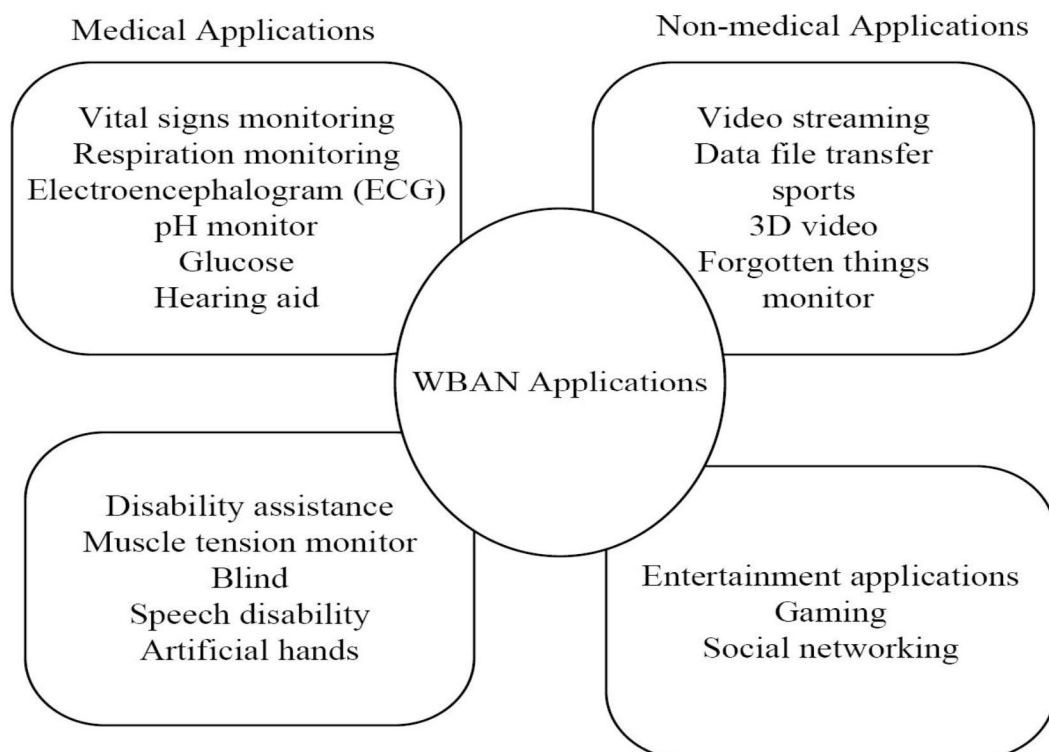 Medical Applications
Non-medical Applications
Vital signs monitoring
Respiration monitoring
Electroencephalogram (ECG)
pH monitor
Glucose
Hearing aid
Video streaming
Data file transfer
sports
3D video
Forgotten things
monitor
WBAN Applications
Disability assistance
Muscle tension monitor
Blind
Speech disability
Artificial hands
Entertainment applications
Gaming
Social networking